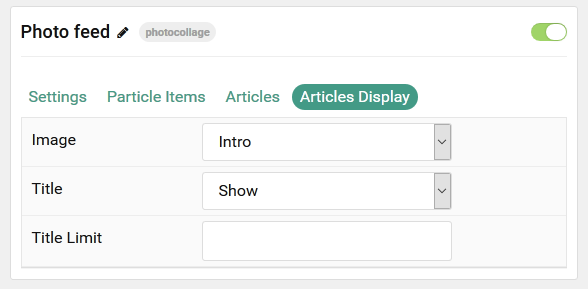 Photo feed photocollage
Settings Particle Items Articles Articles Display
Image Intro
Title Show
Title Limit